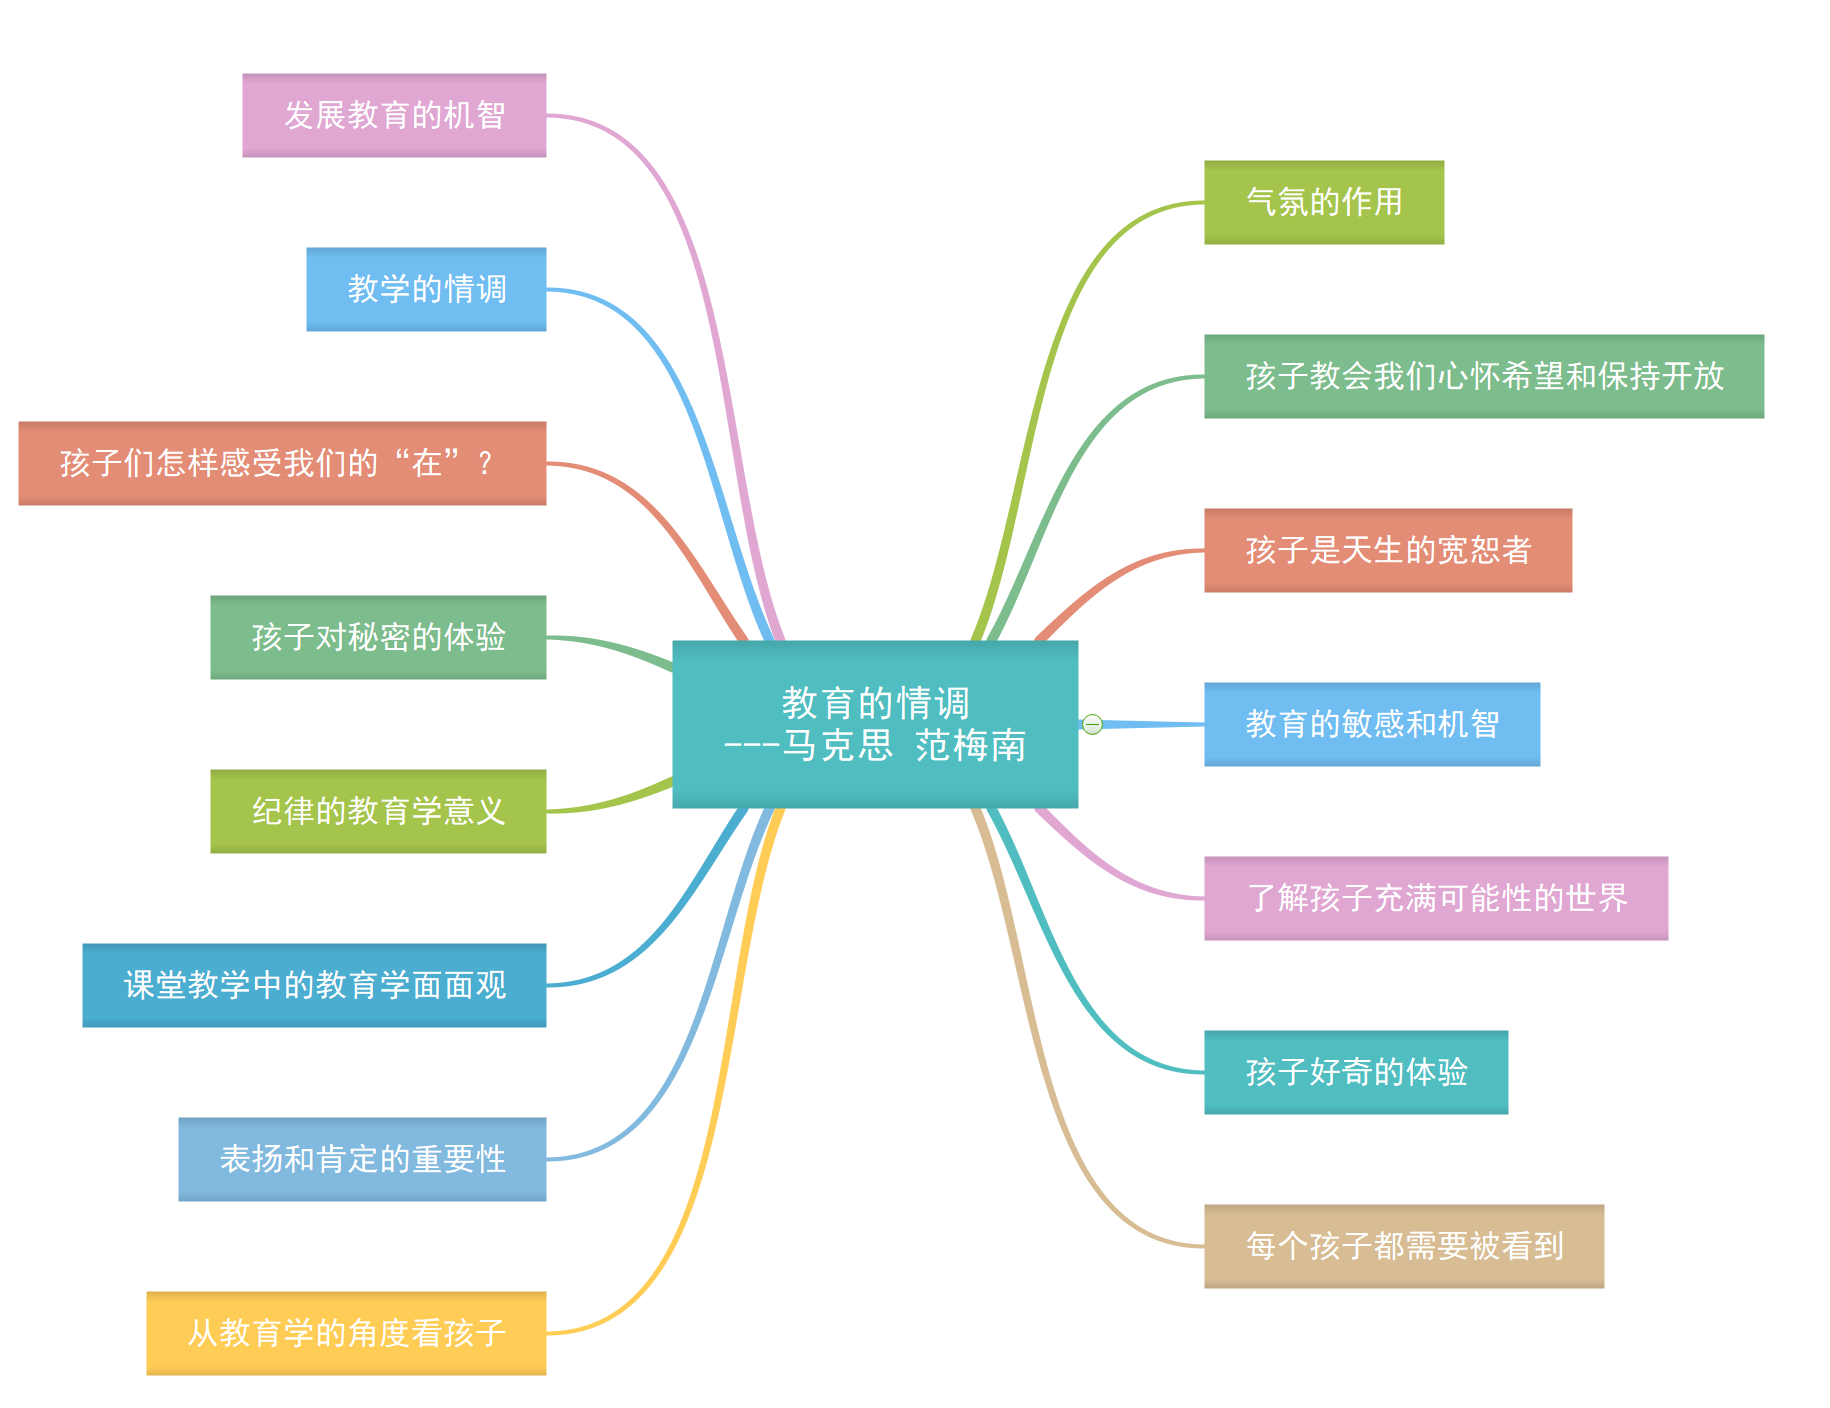 发展教育的机智
教学的情调
孩子们怎样感受我们的“在”？
孩子对秘密的体验
纪律的教育学意义
课堂教学中的教育学面面观
表扬和肯定的重要性
从教育学的角度看孩子
教育的情调
---马克思 范梅南
气氛的作用
孩子教会我们心怀希望和保持开放
孩子是天生的宽恕者
教育的敏感和机智
了解孩子充满可能性的世界
孩子好奇的体验
每个孩子都需要被看到